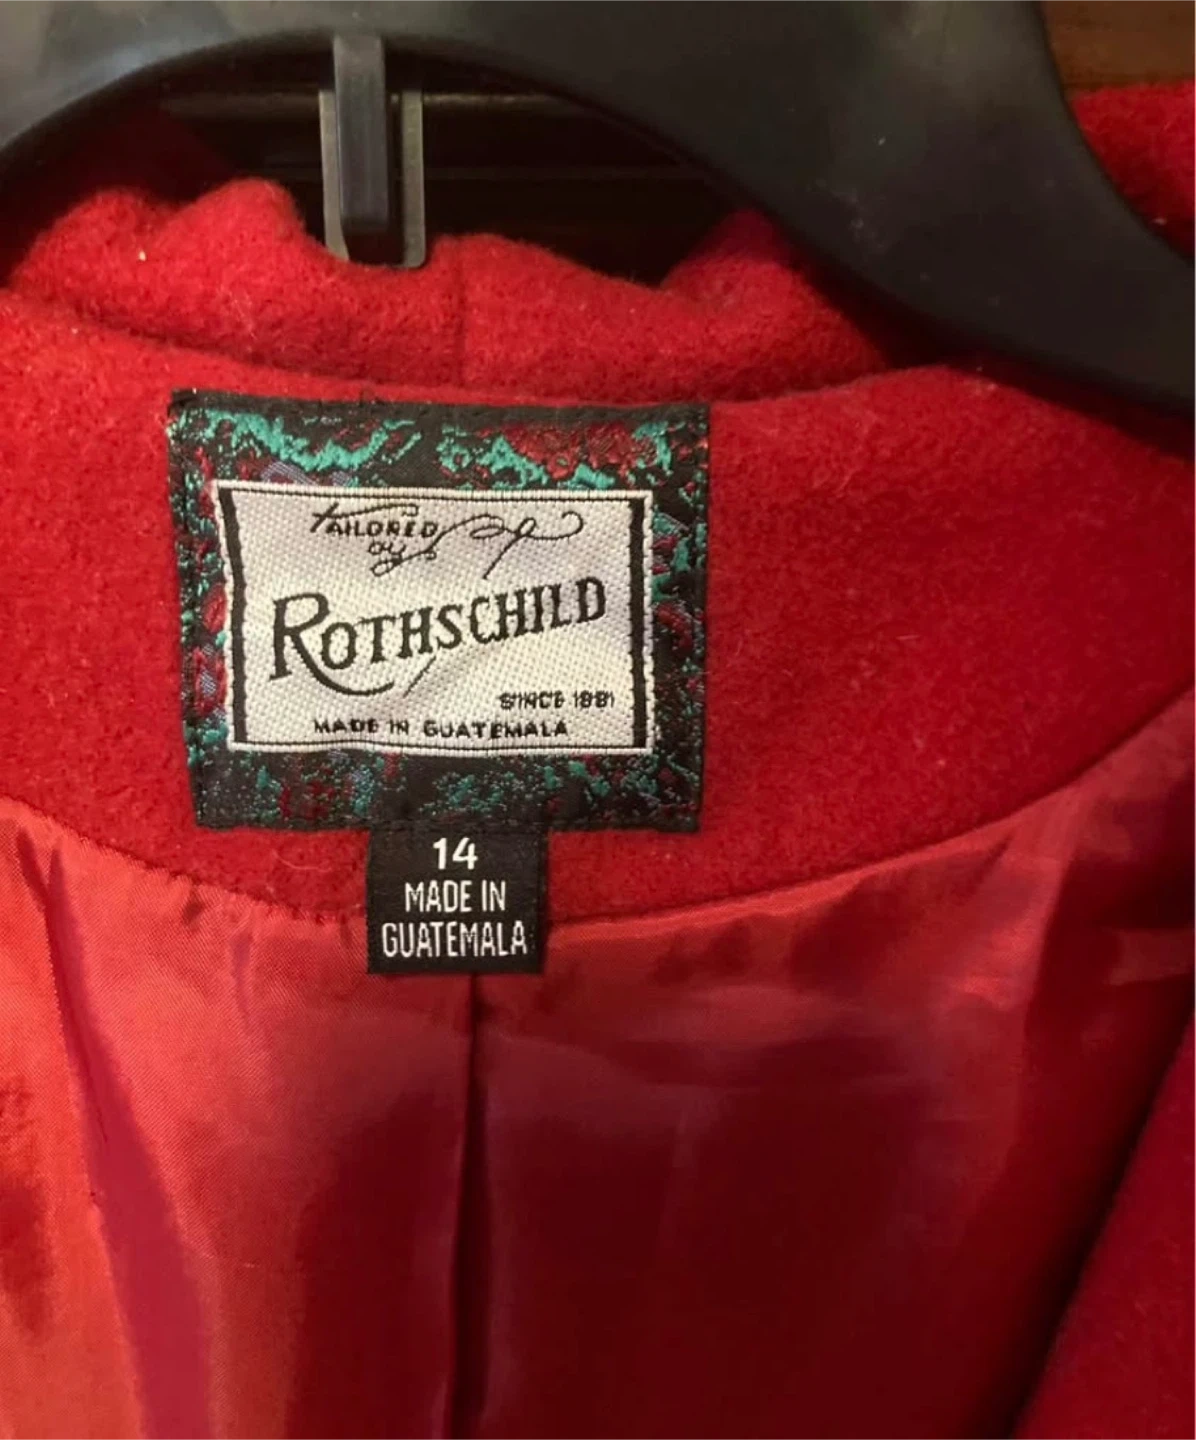 TAILORED
by
ROTHSCHILD
SINCE 1881
MADE IN GUATEMALA
14
MADE IN
GUATEMALA